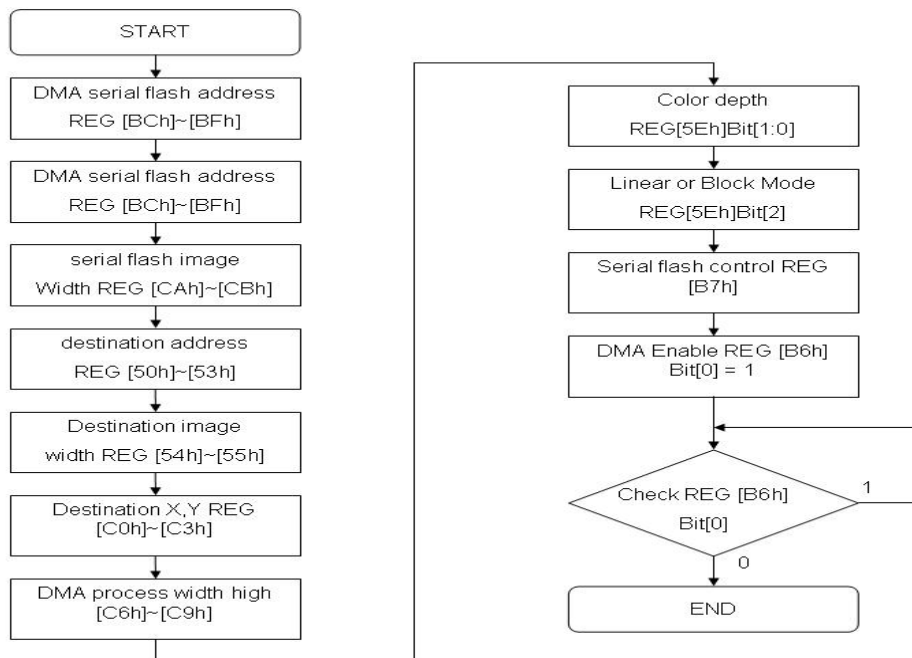 START
DMA serial flash address
REG [BCh]~[BFh]
DMA serial flash address
REG [BCh]~[BFh]
serial flash image
Width REG [CAh]~[CBh]
destination address
REG [50h]~[53h]
Destination image
width REG [54h]~[55h]
Destination X,Y REG
[C0h]~[C3h]
DMA process width high
[C6h]~[C9h]
Color depth
REG[5Eh]Bit[1:0]
Linear or Block Mode
REG[5Eh]Bit[2]
Serial flash control REG
[B7h]
DMA Enable REG [B6h]
Bit[0] = 1
Check REG [B6h]
Bit[0]
1
0
END